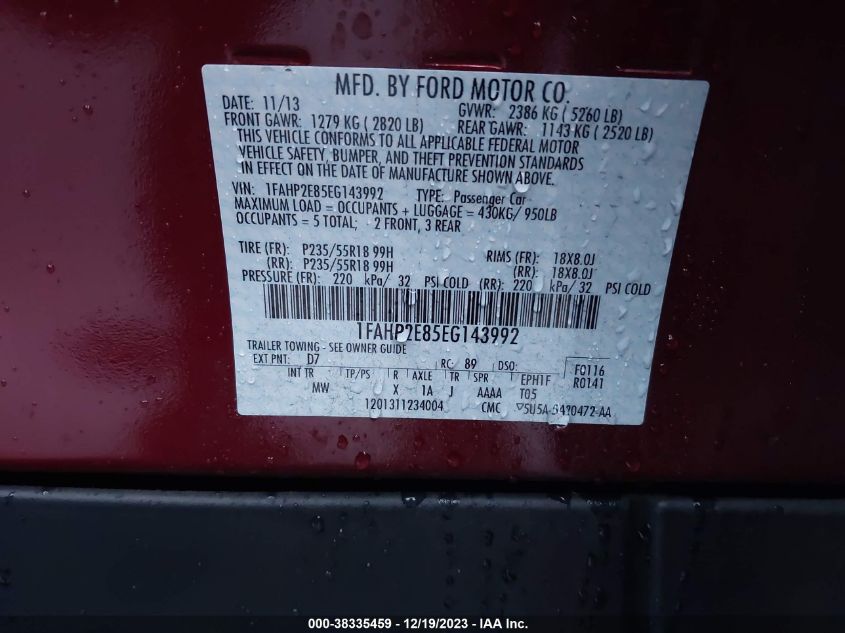 MFD. BY FORD MOTOR CO.
DATE: 11/13 GVWR: 2386 KG ( 5260 LB)
FRONT GAWR: 1279 KG ( 2820 LB) REAR GAWR: 1143 KG ( 2520 LB)
THIS VEHICLE CONFORMS TO ALL APPLICABLE FEDERAL MOTOR
VEHICLE SAFETY, BUMPER, AND THEFT PREVENTION STANDARDS
IN EFFECT ON THE DATE OF MANUFACTURE SHOWN ABOVE.
VIN: 1FAHP2E85EG143992 TYPE: Passenger Car
MAXIMUM LOAD = OCCUPANTS + LUGGAGE = 430KG/ 950LB
OCCUPANTS = 5 TOTAL; 2 FRONT, 3 REAR
TIRE (FR): P235/55R18 99H RIMS (FR): 18X8.0J
(RR): P235/55R18 99H (RR): 18X8.0J
PRESSURE (FR): 220 kPa/ 32 PSI COLD (RR): 220 kPa/ 32 PSI COLD
1FAHP2E85EG143992
TRAILER TOWING - SEE OWNER GUIDE
EXT PNT: D7 RC: 89 DSO: F0116
R0141
INT TR TP/PS R AXLE TR SPR EPH1F
MW X 1A J AAAA T05
1201311234004 CMC
000-38335459 - 12/19/2023 - IAA Inc.